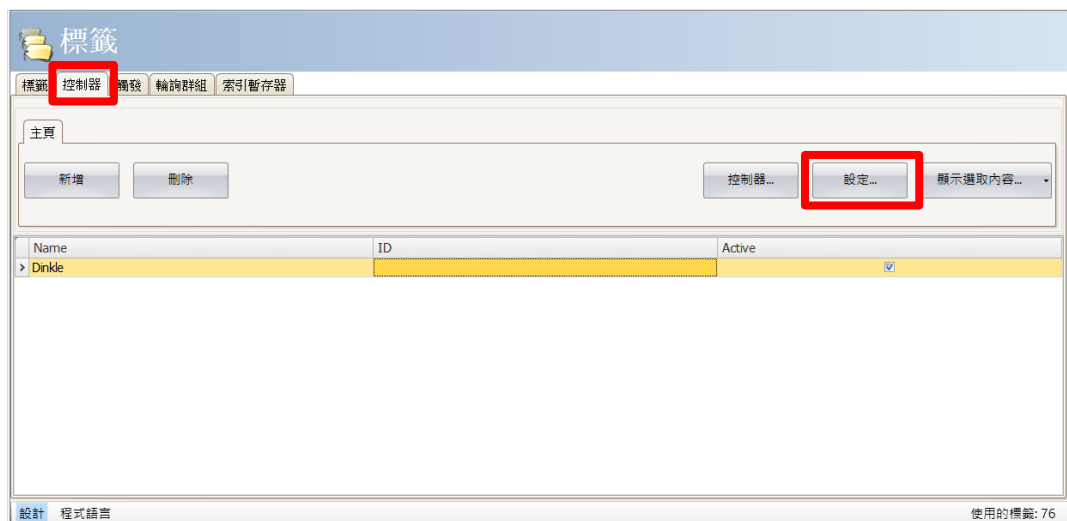 標籤
標籤 控制器 觸發 輪詢群組 索引暫存器
主頁
新增 刪除 控制器... 設定... 顯示選取內容...
Name ID Active
Dinkle
設計 程式語言 使用的標籤: 76